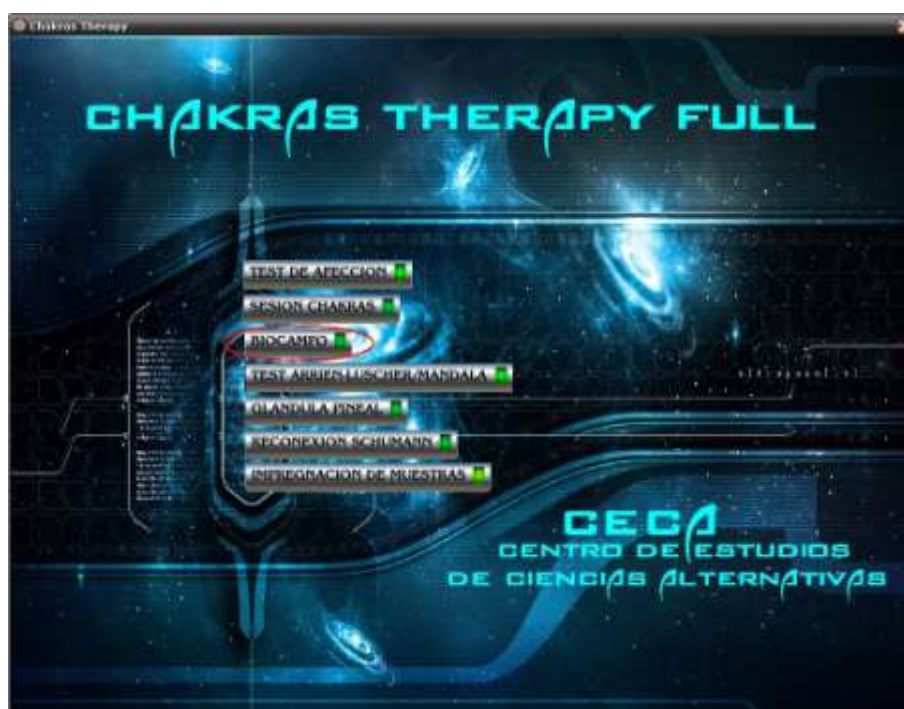 Chakras Therapy
CHAKRAS THERAPY FULL
TEST DE AFECCION
SESION CHAKRAS
BIOCAMPO
TEST ARRIEN/LUSCHER/MANDALA
GLANDULA PINEAL
RECONEXION SCHUMANN
IMPREGNACION DE MUESTRAS
CECA
CENTRO DE ESTUDIOS
DE CIENCIAS ALTERNATIVAS